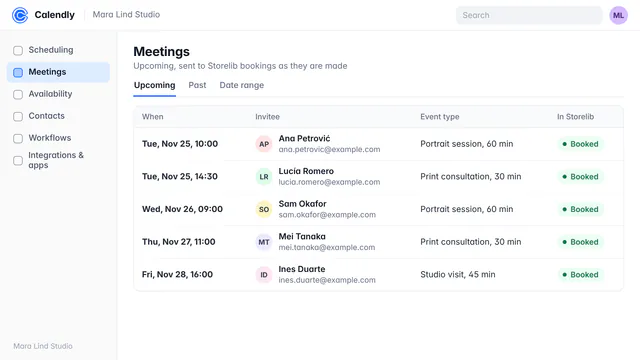 Calendly
Mara Lind Studio
Search
ML
Scheduling
Meetings
Availability
Contacts
Workflows
Integrations &
apps
Mara Lind Studio
Meetings
Upcoming, sent to Storelib bookings as they are made
Upcoming Past Date range
When Invitee Event type In Storelib
Tue, Nov 25, 10:00 AP Ana Petrović Portrait session, 60 min Booked
ana.petrovic@example.com
Tue, Nov 25, 14:30 LR Lucía Romero Print consultation, 30 min Booked
lucia.romero@example.com
Wed, Nov 26, 09:00 SO Sam Okafor Portrait session, 60 min Booked
sam.okafor@example.com
Thu, Nov 27, 11:00 MT Mei Tanaka Print consultation, 30 min Booked
mei.tanaka@example.com
Fri, Nov 28, 16:00 ID Ines Duarte Studio visit, 45 min Booked
ines.duarte@example.com